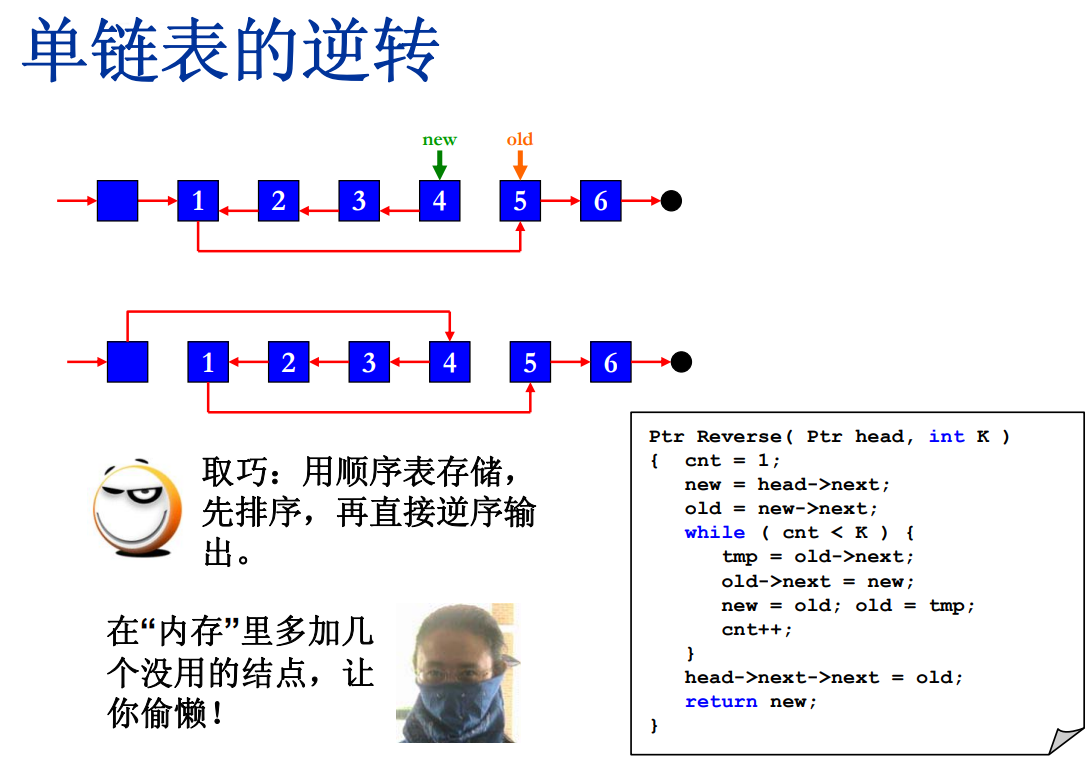 单链表的逆转
new old
1 2 3 4 5 6
1 2 3 4 5 6
取巧：用顺序表存储，
先排序，再直接逆序输
出。
在“内存”里多加几
个没用的结点，让
你偷懒！
Ptr Reverse( Ptr head, int K )
{  cnt = 1;
   new = head->next;
   old = new->next;
   while ( cnt < K ) {
      tmp = old->next;
      old->next = new;
      new = old; old = tmp;
      cnt++;
   }
   head->next->next = old;
   return new;
}